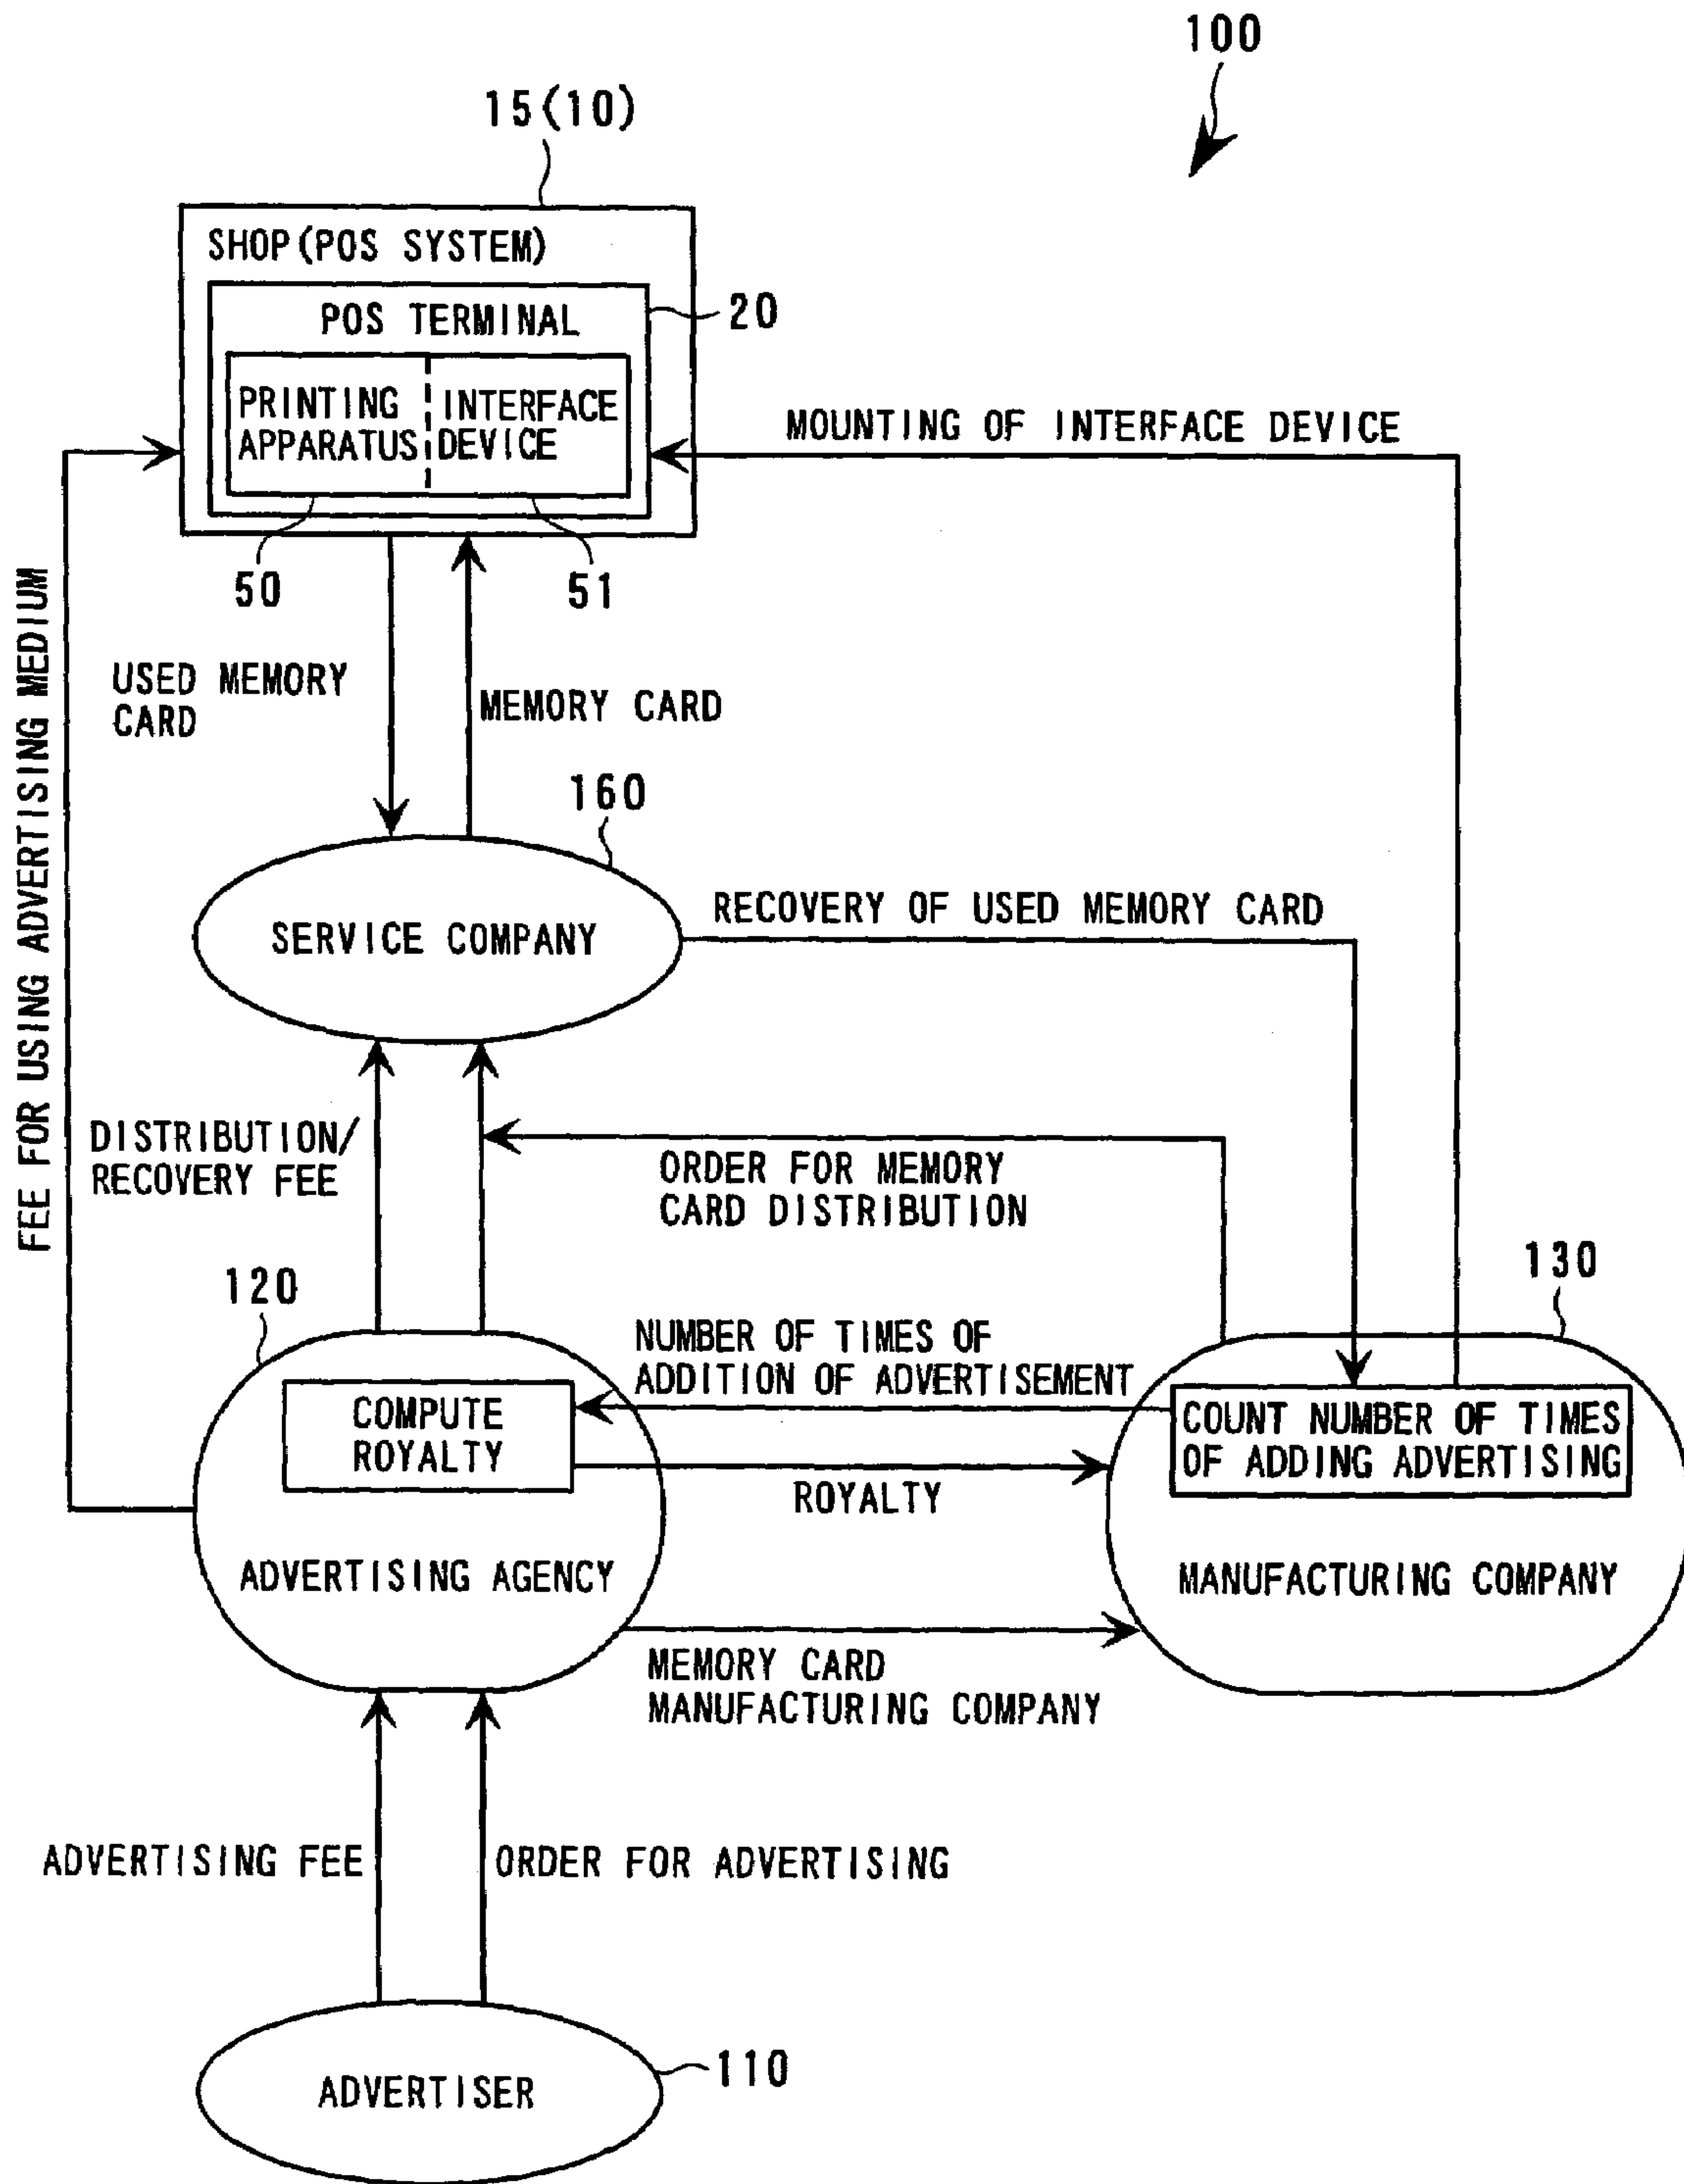 100
15(10)
SHOP(POS SYSTEM)
POS TERMINAL
20
PRINTING
APPARATUS
INTERFACE
DEVICE
50
51
MOUNTING OF INTERFACE DEVICE
FEE FOR USING ADVERTISING MEDIUM
USED MEMORY
CARD
MEMORY CARD
160
SERVICE COMPANY
RECOVERY OF USED MEMORY CARD
DISTRIBUTION/
RECOVERY FEE
ORDER FOR MEMORY
CARD DISTRIBUTION
120
130
NUMBER OF TIMES OF
ADDITION OF ADVERTISEMENT
COMPUTE
ROYALTY
COUNT NUMBER OF TIMES
OF ADDING ADVERTISING
ROYALTY
ADVERTISING AGENCY
MANUFACTURING COMPANY
MEMORY CARD
MANUFACTURING COMPANY
ADVERTISING FEE
ORDER FOR ADVERTISING
110
ADVERTISER